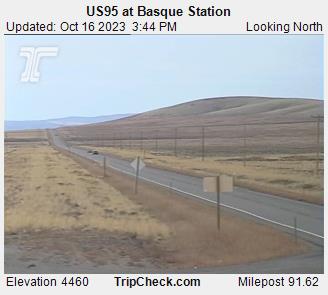 US95 at Basque Station
Updated: Oct 16 2023 3:44 PM Looking North
Elevation 4460 TripCheck.com Milepost 91.62